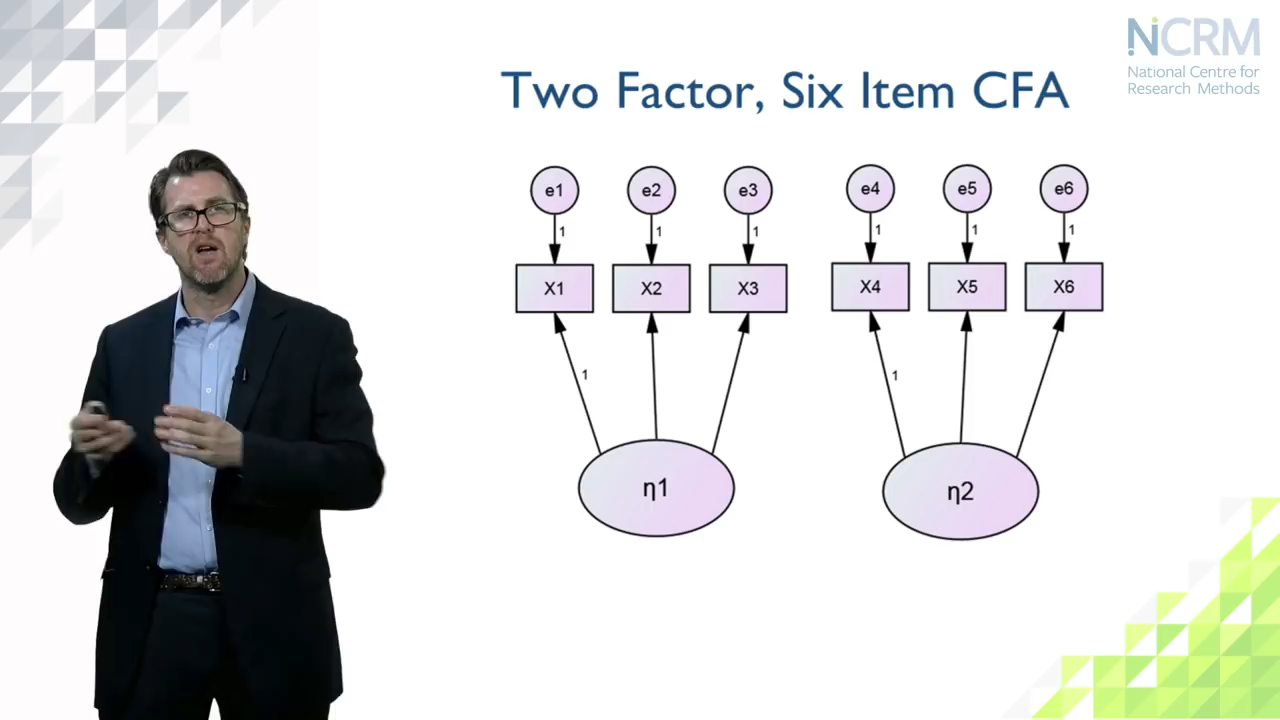 NCRM
National Centre for
Research Methods
Two Factor, Six Item CFA
e1 e2 e3 e4 e5 e6
1 1 1 1 1 1
X1 X2 X3 X4 X5 X6
1 1
η1 η2